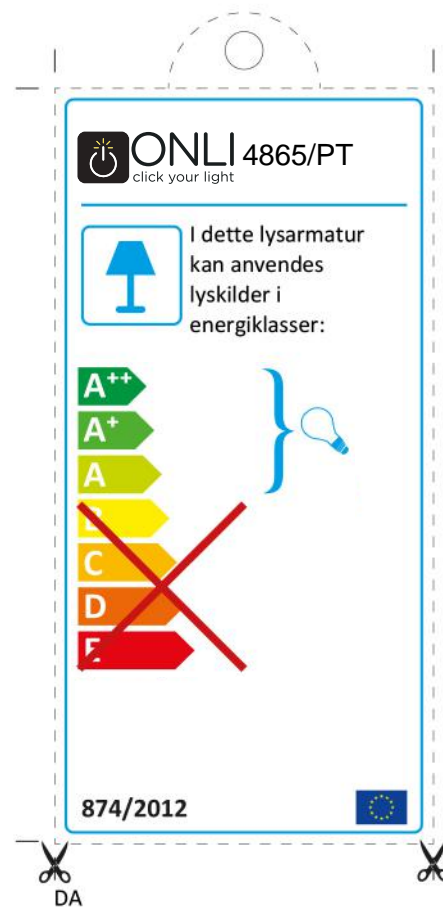 ONLI 4865/PT
click your light
I dette lysarmatur
kan anvendes
lyskilder i
energiklasser:
A++
A+
A
B
C
D
E
874/2012
DA